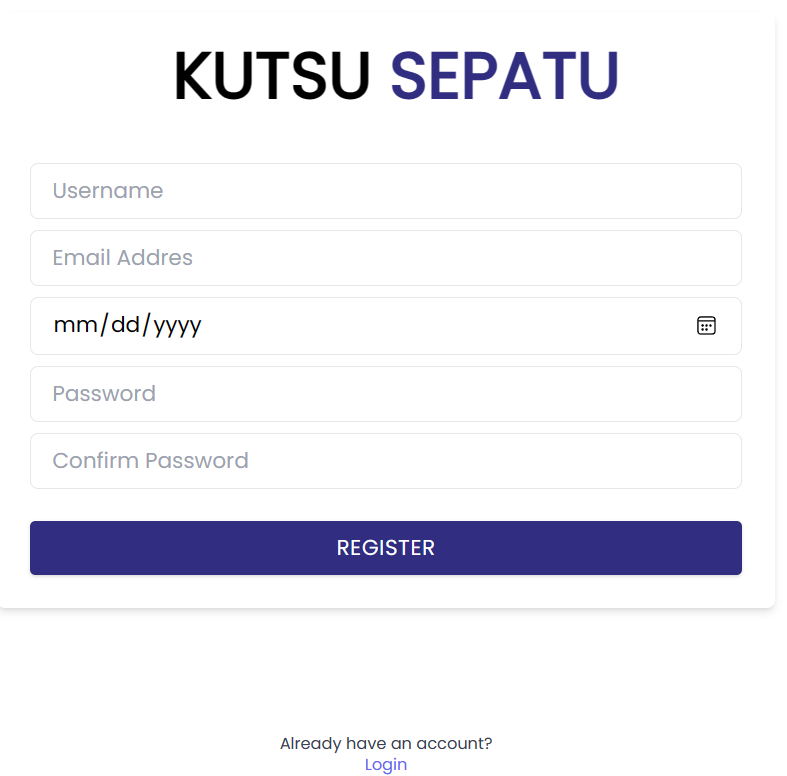 KUTSU SEPATU
Username
Email Addres
mm/dd/yyyy
Password
Confirm Password
REGISTER
Already have an account?
Login